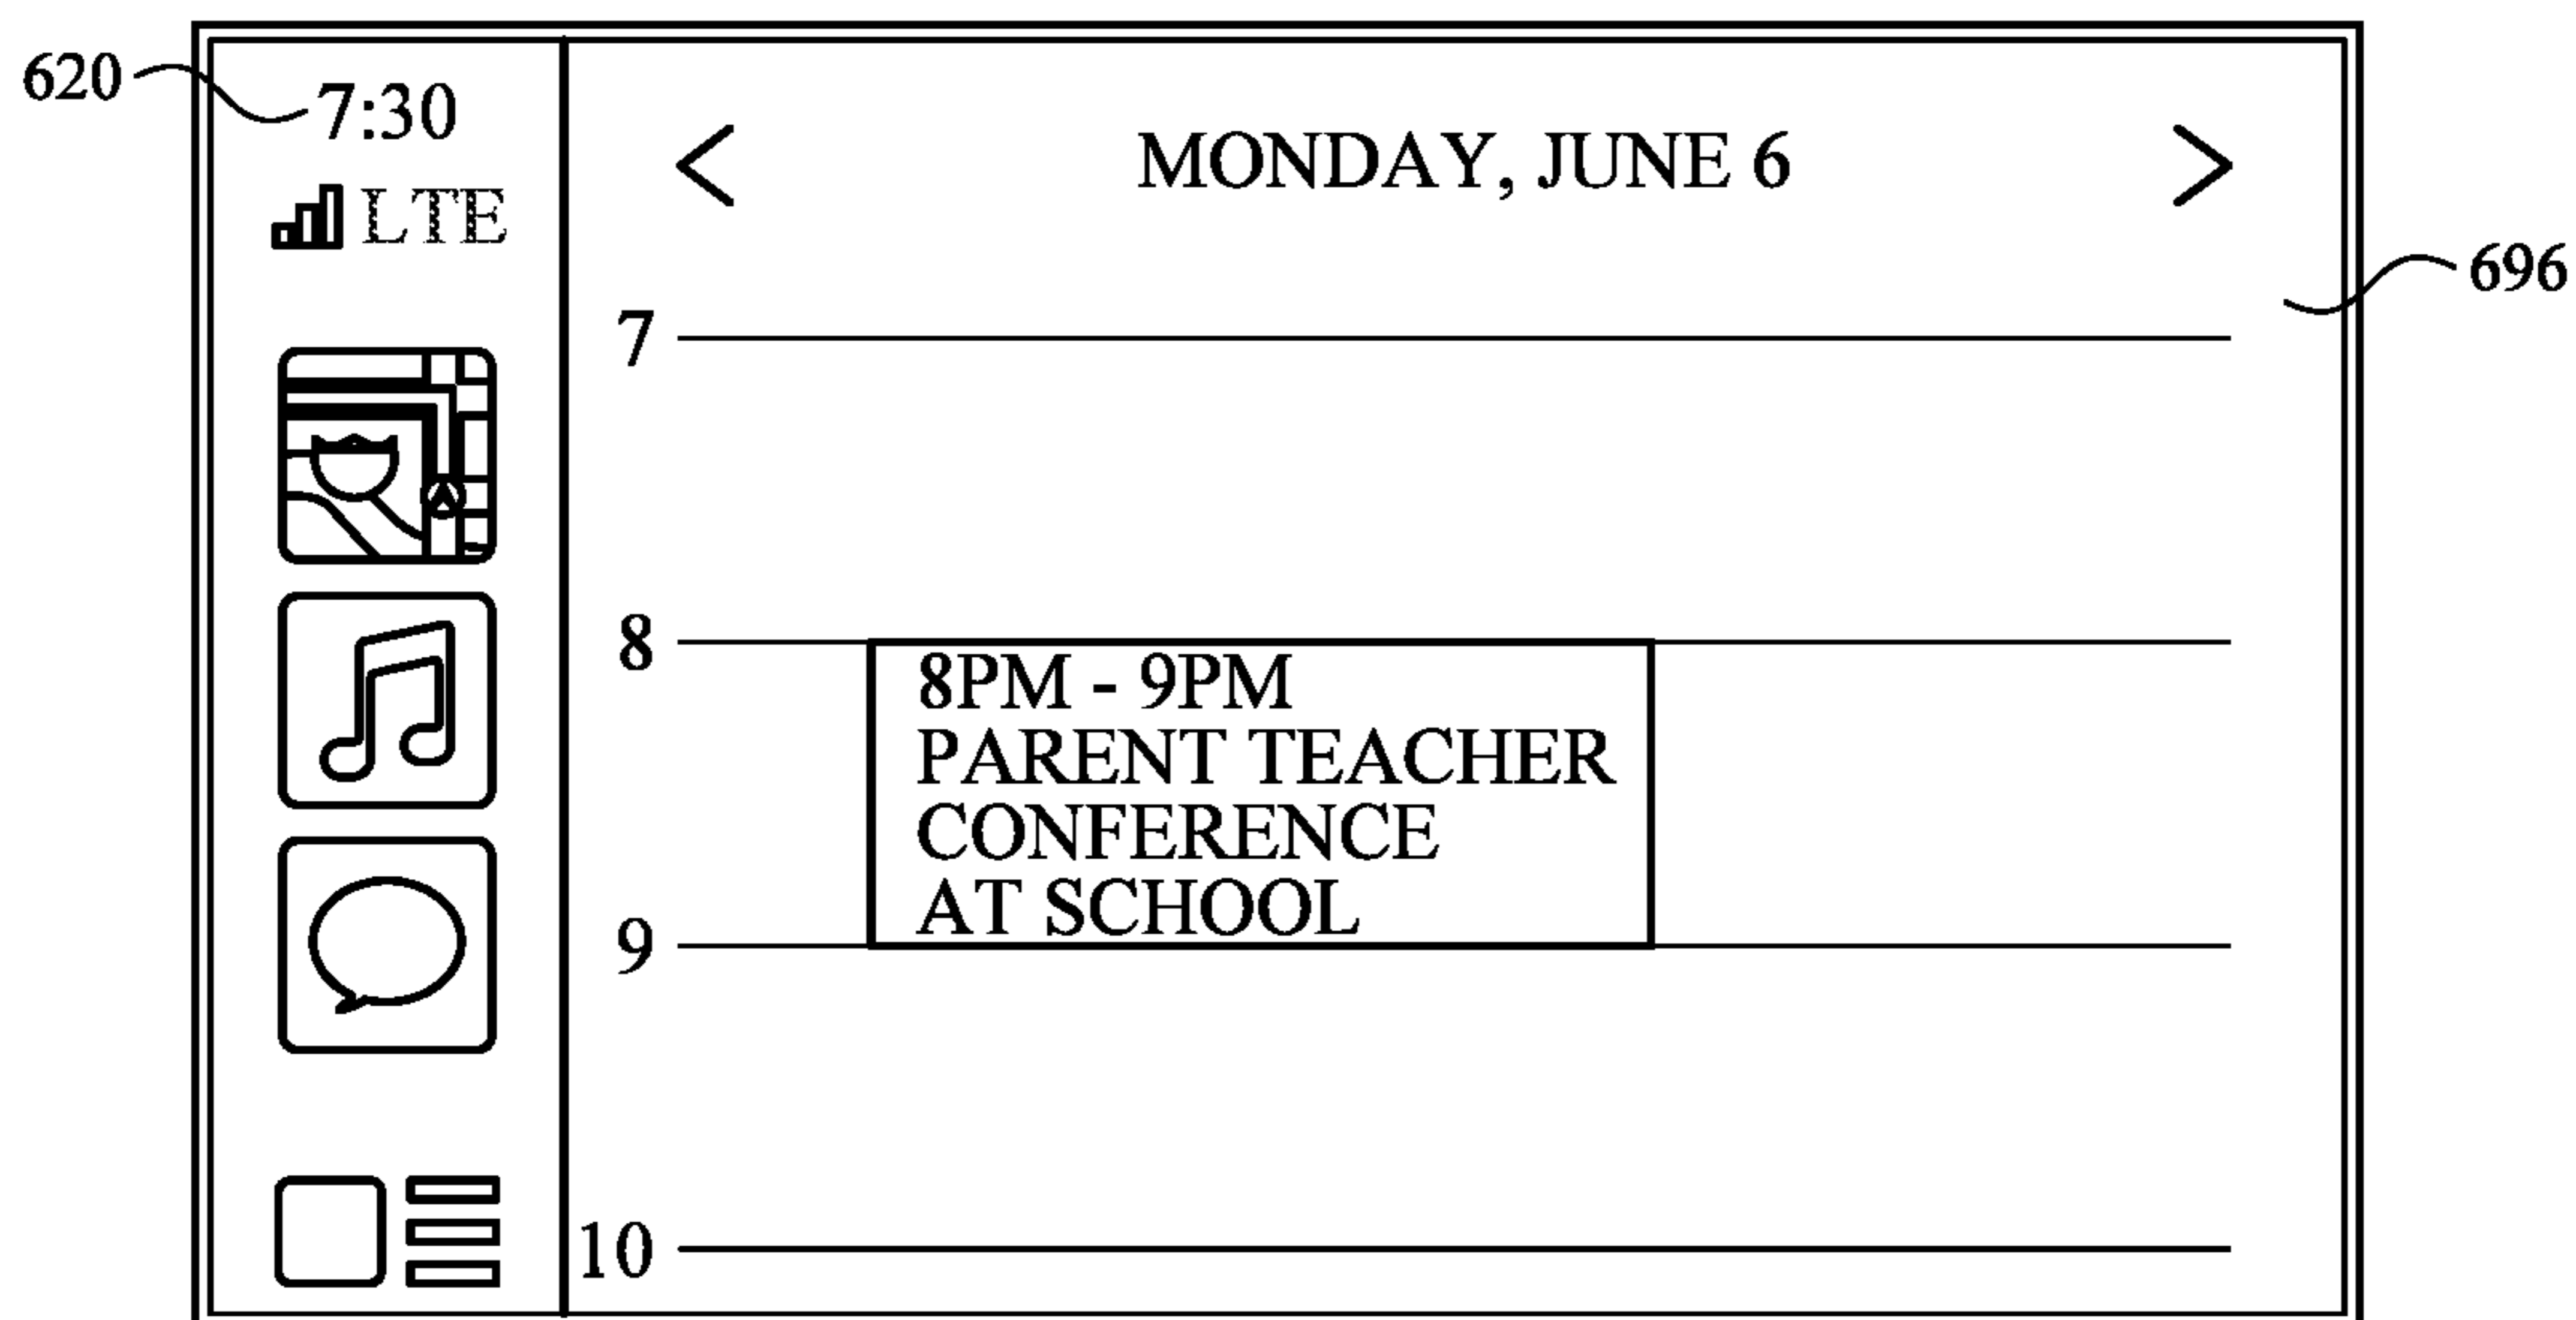 620
7:30
LTE
MONDAY, JUNE 6
696
7
8
8PM - 9PM
PARENT TEACHER
CONFERENCE
AT SCHOOL
9
10